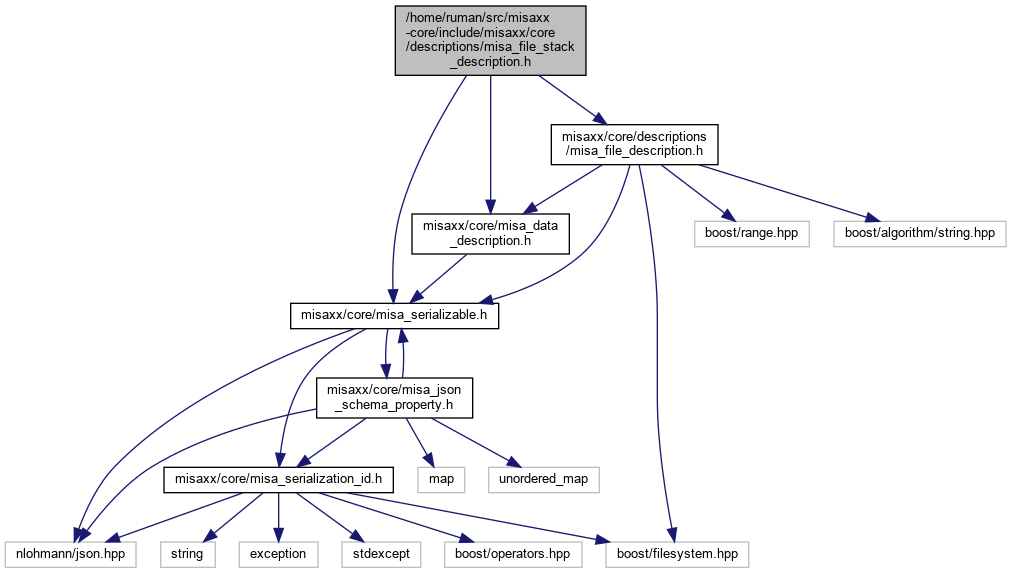 /home/ruman/src/misaxx
-core/include/misaxx/core
/descriptions/misa_file_stack
_description.h
misaxx/core/descriptions
/misa_file_description.h
misaxx/core/misa_data
_description.h
boost/range.hpp
boost/algorithm/string.hpp
misaxx/core/misa_serializable.h
misaxx/core/misa_json
_schema_property.h
misaxx/core/misa_serialization_id.h
map
unordered_map
nlohmann/json.hpp
string
exception
stdexcept
boost/operators.hpp
boost/filesystem.hpp